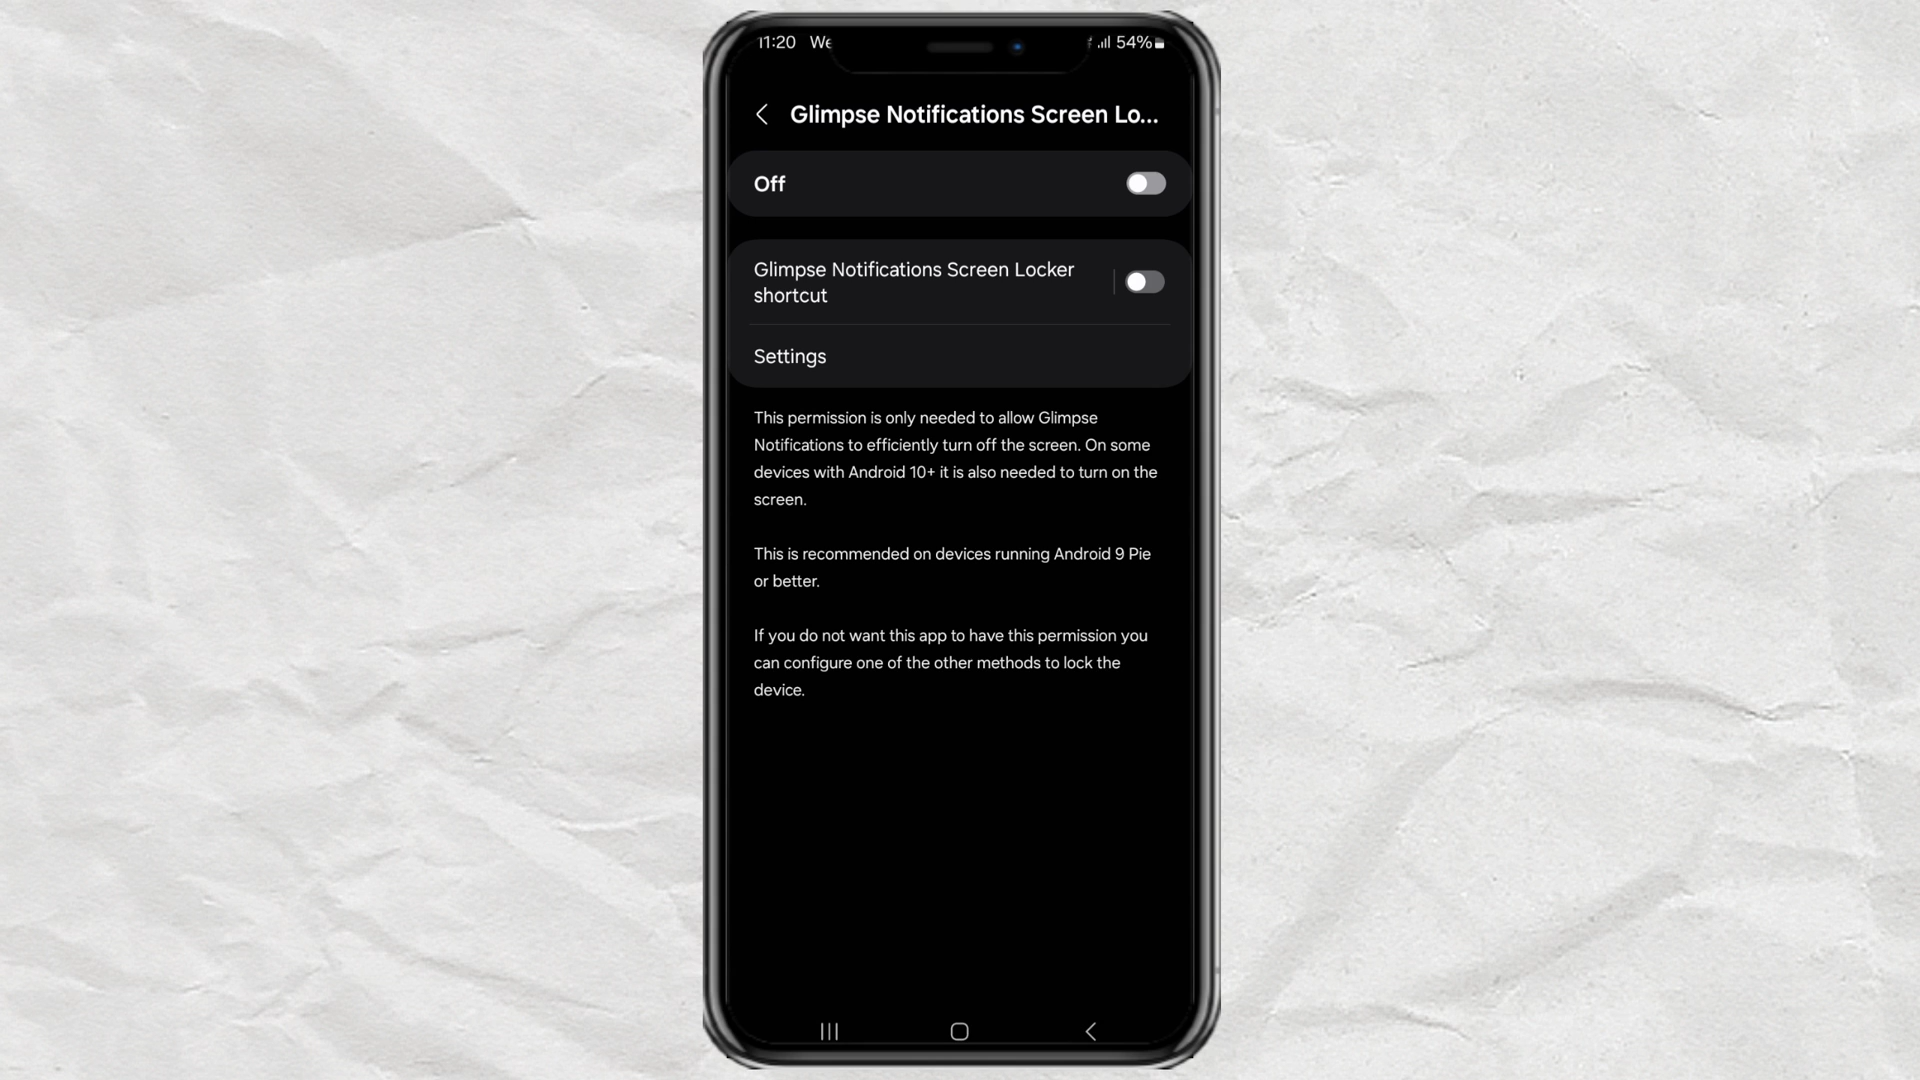 11:20 We
54%
Glimpse Notifications Screen Lo...
Off
Glimpse Notifications Screen Locker
shortcut
Settings
This permission is only needed to allow Glimpse
Notifications to efficiently turn off the screen. On some
devices with Android 10+ it is also needed to turn on the
screen.
This is recommended on devices running Android 9 Pie
or better.
If you do not want this app to have this permission you
can configure one of the other methods to lock the
device.